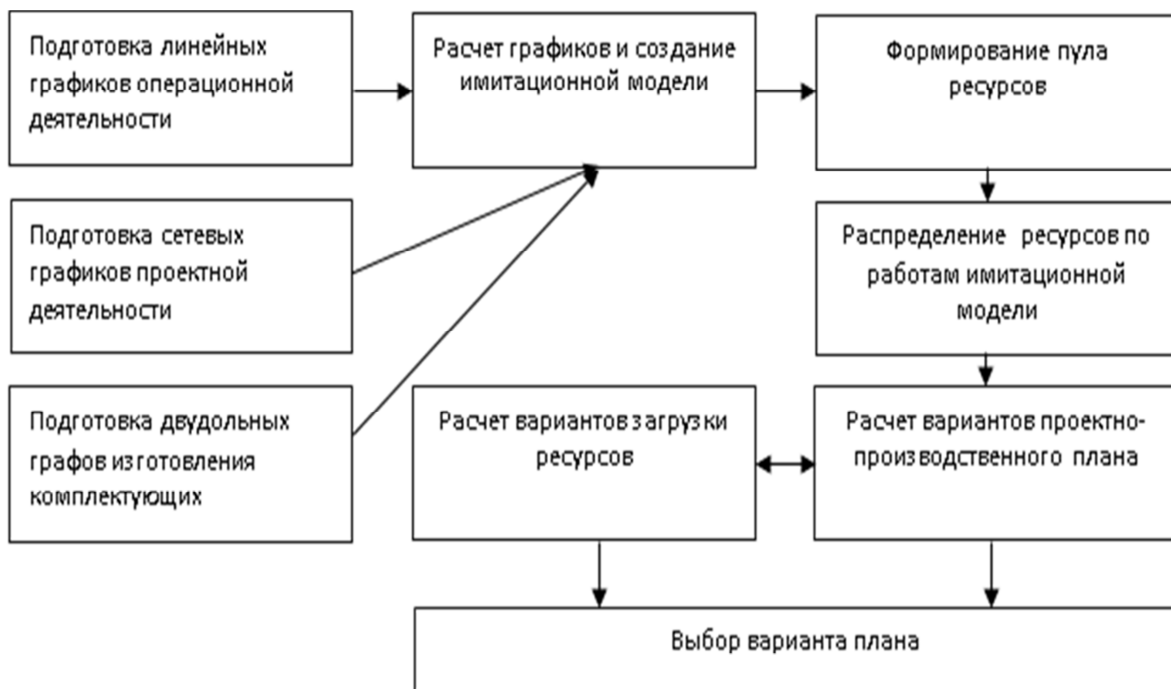 Подготовка линейных
графиков операционной
деятельности
Расчет графиков и создание
имитационной модели
Формирование пула
ресурсов
Подготовка сетевых
графиков проектной
деятельности
Распределение ресурсов по
работам имитационной
модели
Подготовка двудольных
графов изготовления
комплектующих
Расчет вариантов загрузки
ресурсов
Расчет вариантов проектно-
производственного плана
Выбор варианта плана